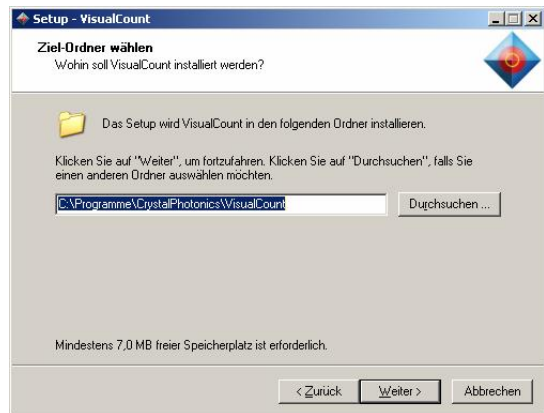 Setup - VisualCount
Ziel-Ordner wählen
Wohin soll VisualCount installiert werden?
Das Setup wird VisualCount in den folgenden Ordner installieren.
Klicken Sie auf "Weiter", um fortzufahren. Klicken Sie auf "Durchsuchen", falls Sie
einen anderen Ordner auswählen möchten.
C:\Programme\CrystalPhotonics\VisualCount
Durchsuchen ...
Mindestens 7,0 MB freier Speicherplatz ist erforderlich.
< Zurück
Weiter >
Abbrechen